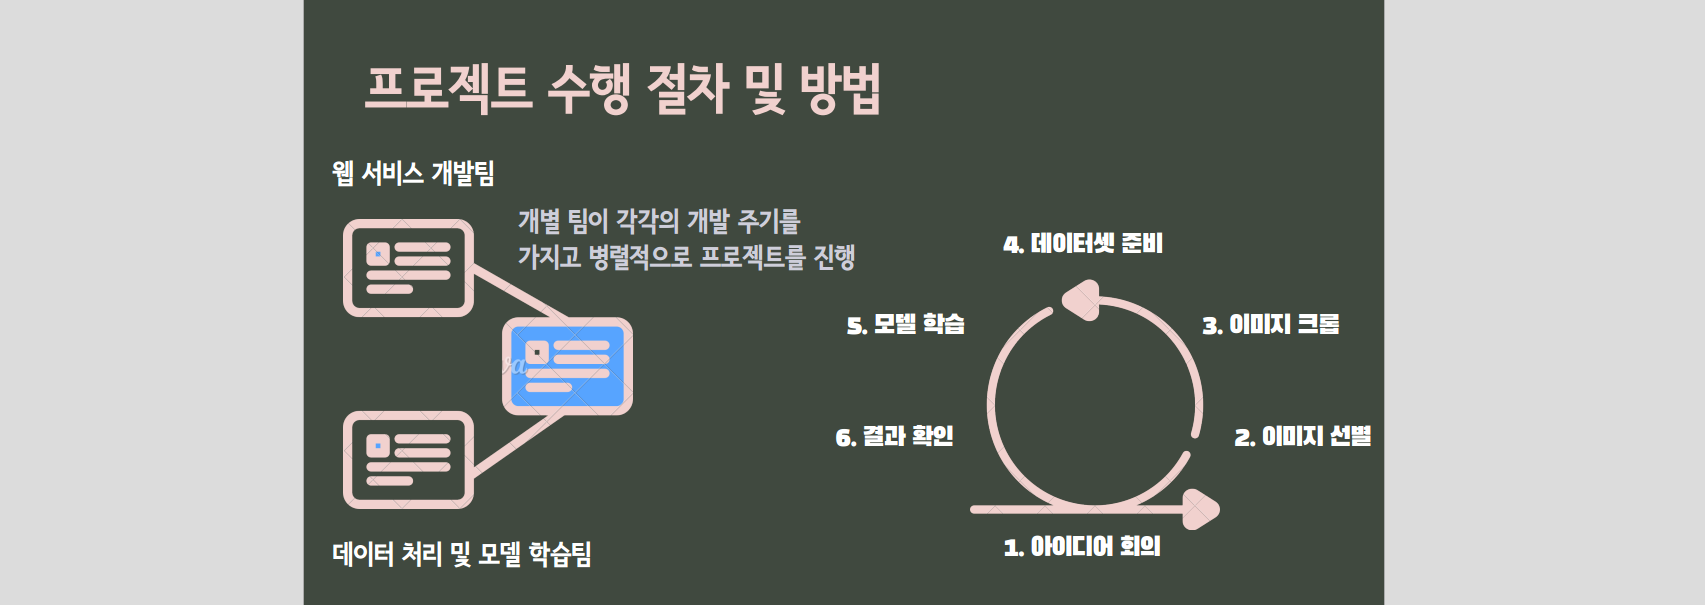 프로젝트 수행 절차 및 방법
웹 서비스 개발팀
개별 팀이 각각의 개발 주기를
가지고 병렬적으로 프로젝트를 진행
데이터 처리 및 모델 학습팀
4. 데이터셋 준비
5. 모델 학습
3. 이미지 크롭
6. 결과 확인
2. 이미지 선별
1. 아이디어 회의